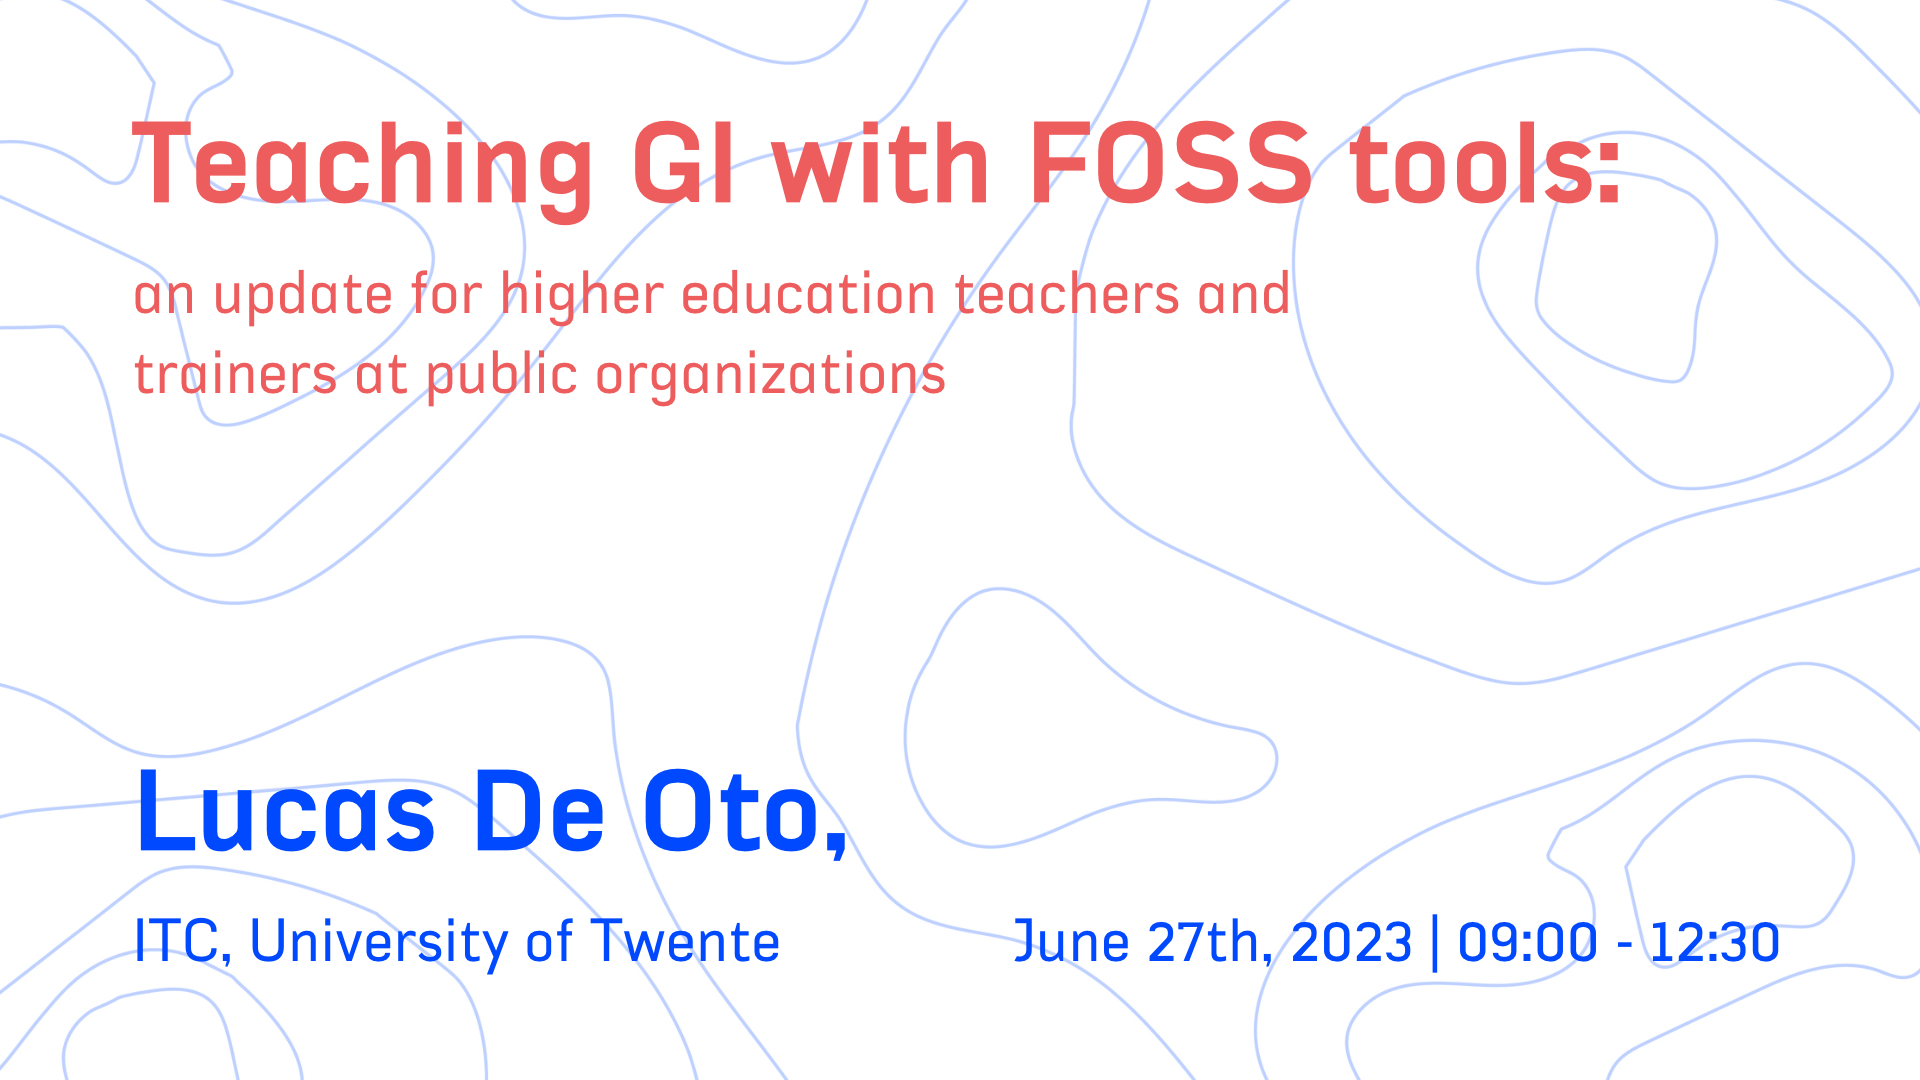 Teaching GI with FOSS tools:
an update for higher education teachers and
trainers at public organizations
Lucas De Oto,
ITC, University of Twente
June 27th, 2023 | 09:00 - 12:30